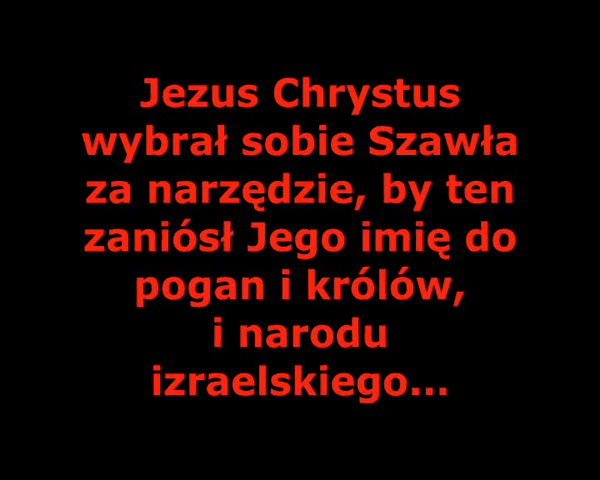 Jezus Chrystus
wybrał sobie Szawła
za narzędzie, by ten
zaniósł Jego imię do
pogan i królów,
i narodu
izraelskiego...